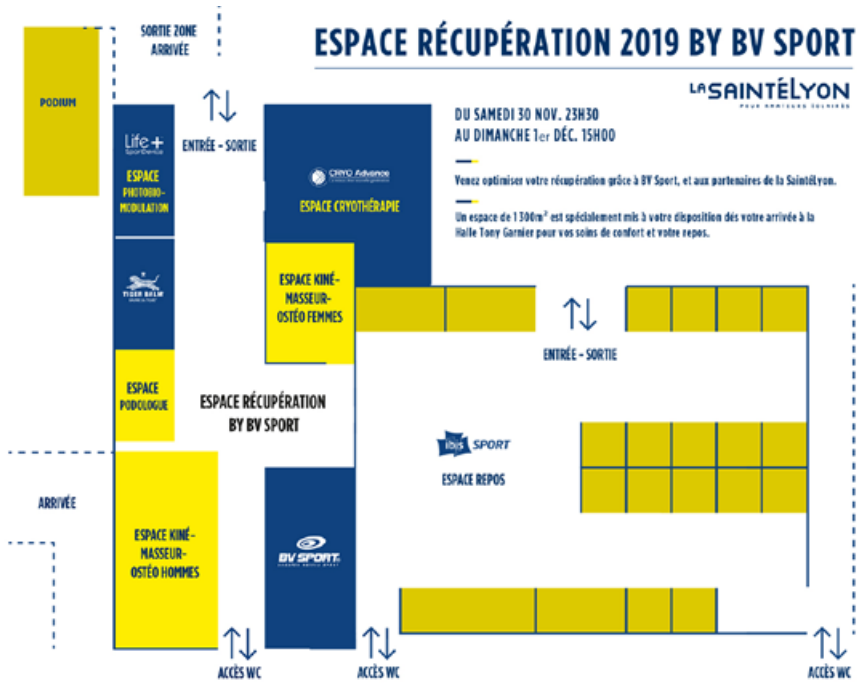 SORTIE ZONE
ARRIVÉE
ESPACE RÉCUPÉRATION 2019 BY BV SPORT
LA SAINTÉLYON
DU SAMEDI 30 NOV. 23H30
AU DIMANCHE 1er DÉC. 15H00
Venez optimiser votre récupération grâce à BV Sport, et aux partenaires de la Saintélyon.
Un espace de 1300m² est spécialement mis à votre disposition dés votre arrivée à la
Halle Tony Garnier pour vos soins de confort et votre repos.
PODIUM
Life+
ESPACE
PHOTOBIO-
MODULATION
ENTRÉE - SORTIE
CRYO Advance
ESPACE CRYOTHÉRAPIE
TIGER BALM
ESPACE KINÉ-
MASSEUR-
OSTÉO FEMMES
ENTRÉE - SORTIE
ESPACE
PODOLOGUE
ESPACE RÉCUPÉRATION
BY BV SPORT
ibis SPORT
ESPACE REPOS
ARRIVÉE
ESPACE KINÉ-
MASSEUR-
OSTÉO HOMMES
BV SPORT
ACCÈS WC
ACCÈS WC
ACCÈS WC